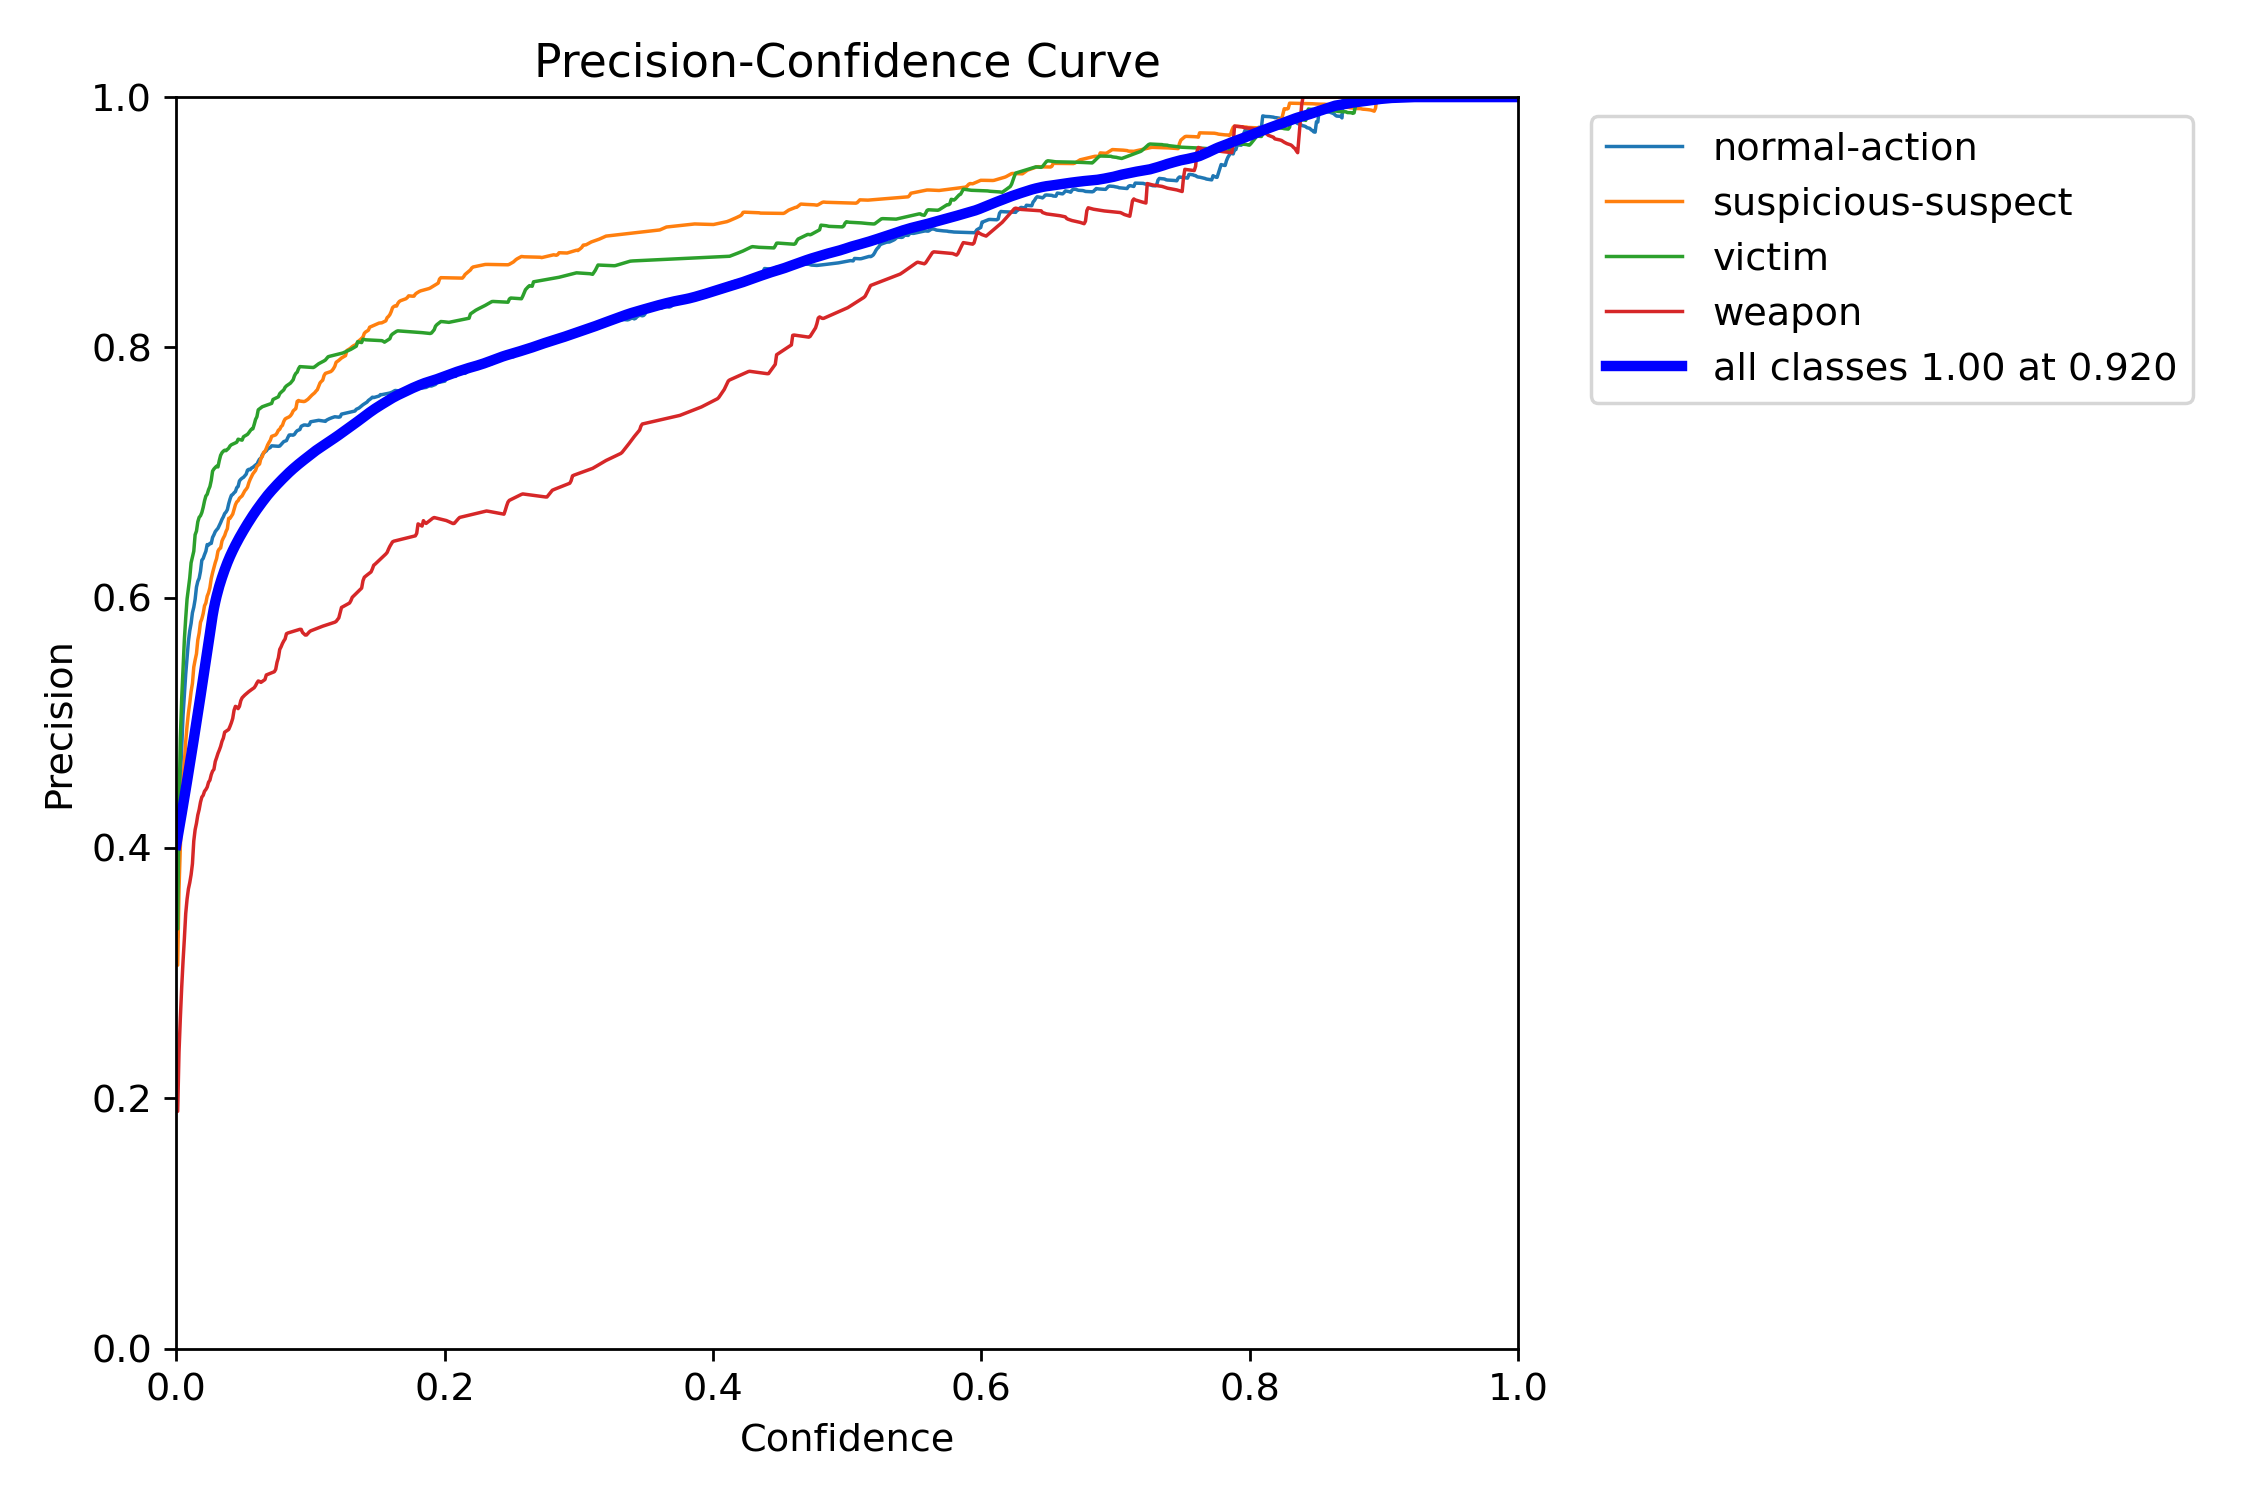 Precision-Confidence Curve
1.0
0.8
0.6
0.4
0.2
0.0
Precision
0.0 0.2 0.4 0.6 0.8 1.0
Confidence
normal-action
suspicious-suspect
victim
weapon
all classes 1.00 at 0.920